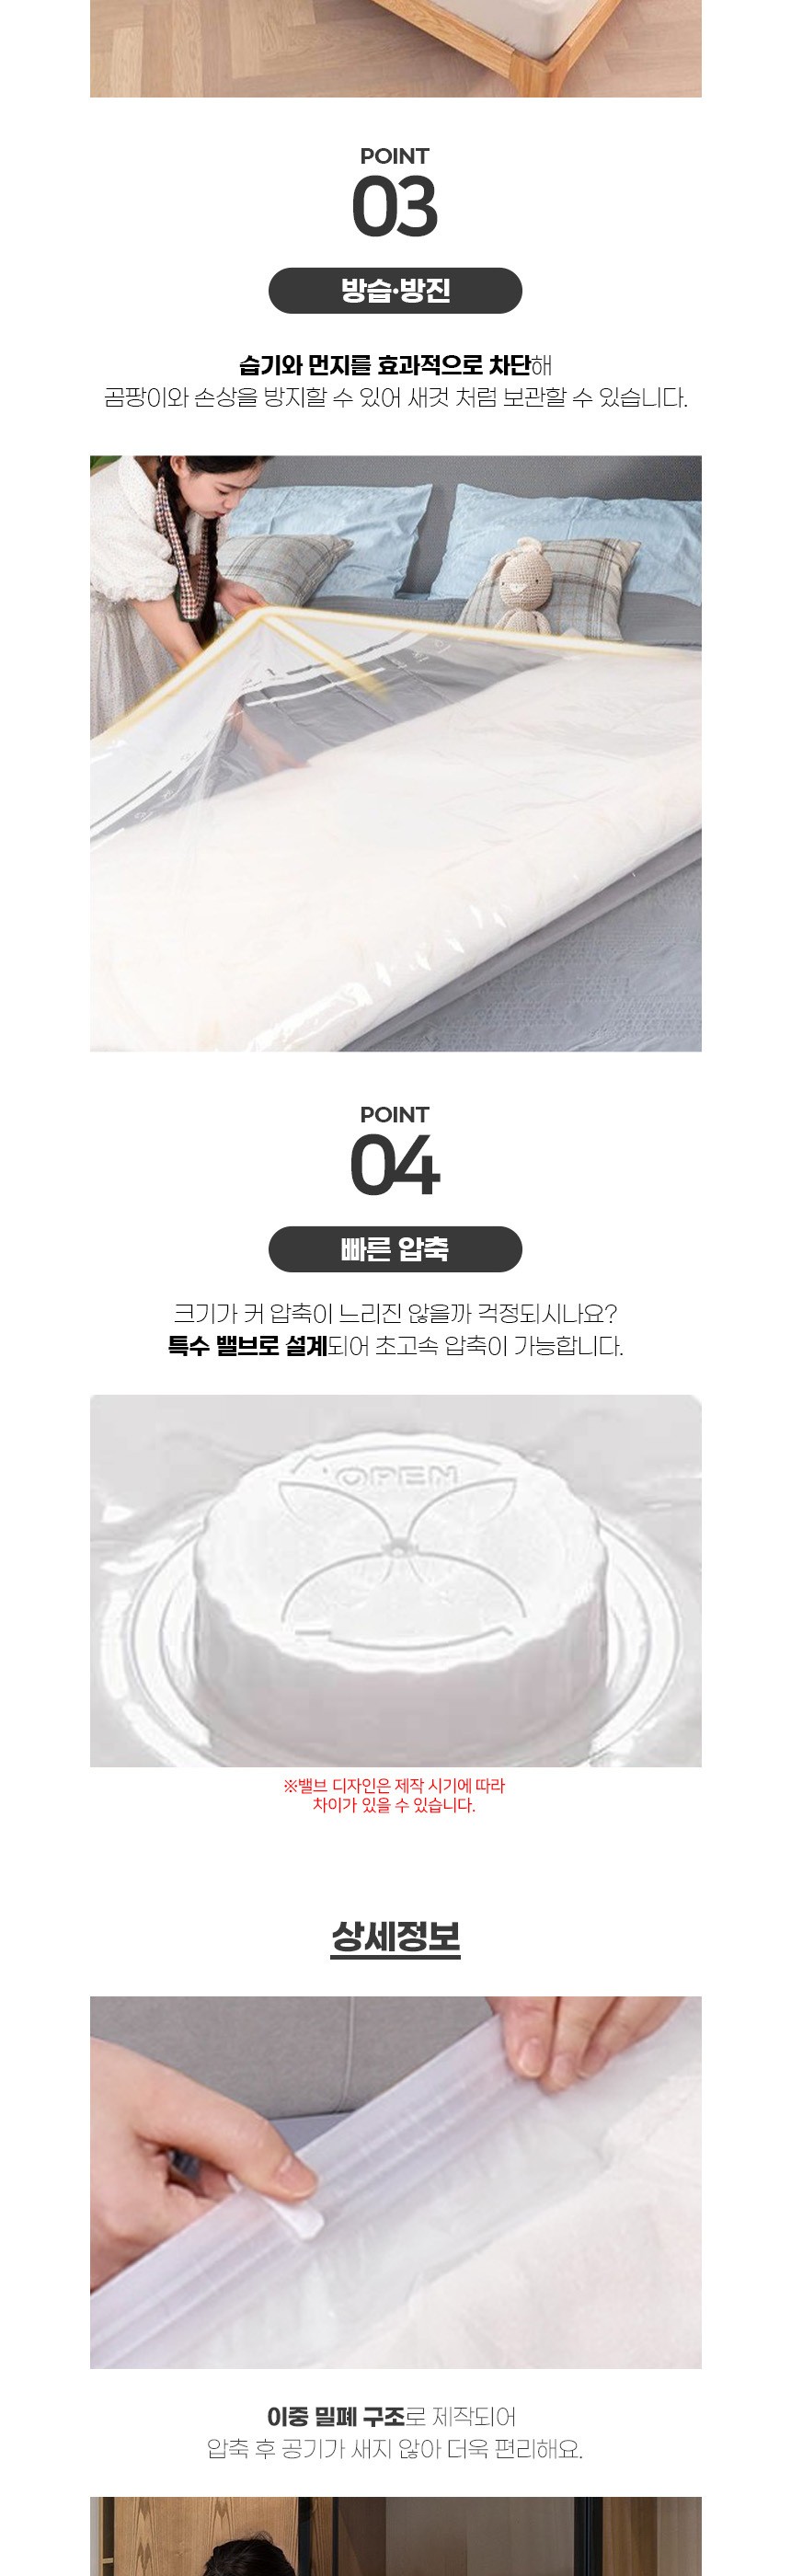 POINT
03
방습·방진
습기와 먼지를 효과적으로 차단해
곰팡이와 손상을 방지할 수 있어 새것 처럼 보관할 수 있습니다.
POINT
04
빠른 압축
크기가 커 압축이 느리진 않을까 걱정되시나요?
특수 밸브로 설계되어 초고속 압축이 가능합니다.
OPEN
※밸브 디자인은 제작 시기에 따라
차이가 있을 수 있습니다.
상세정보
이중 밀폐 구조로 제작되어
압축 후 공기가 새지 않아 더욱 편리해요.